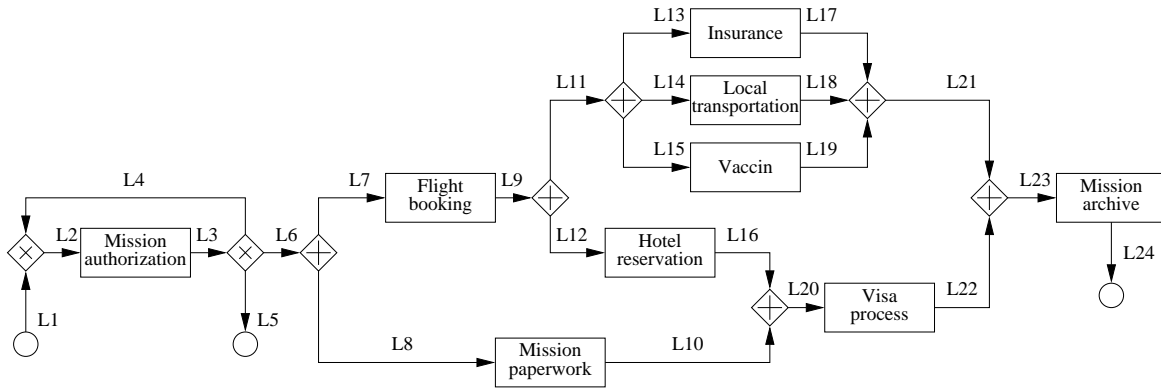 L13
Insurance
L17
L11
L14
Local
transportation
L18
L21
L15
Vaccin
L19
L4
L7
Flight
booking
L9
L23
Mission
archive
L2
Mission
authorization
L3
L6
L12
Hotel
reservation
L16
L24
L1
L5
L20
Visa
process
L22
L8
Mission
paperwork
L10